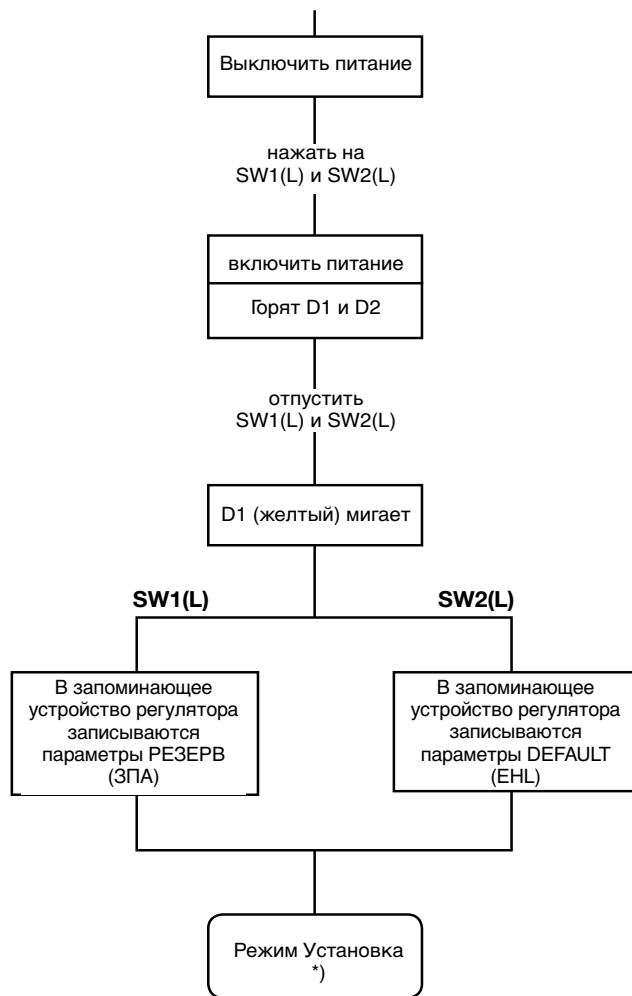 Выключить питание
нажать на
SW1(L) и SW2(L)
включить питание
Горят D1 и D2
отпустить
SW1(L) и SW2(L)
D1 (желтый) мигает
SW1(L)
SW2(L)
В запоминающее
устройство регулятора
записываются
параметры РЕЗЕРВ
(ЗПА)
В запоминающее
устройство регулятора
записываются
параметры DEFAULT
(EHL)
Режим Установка
*)